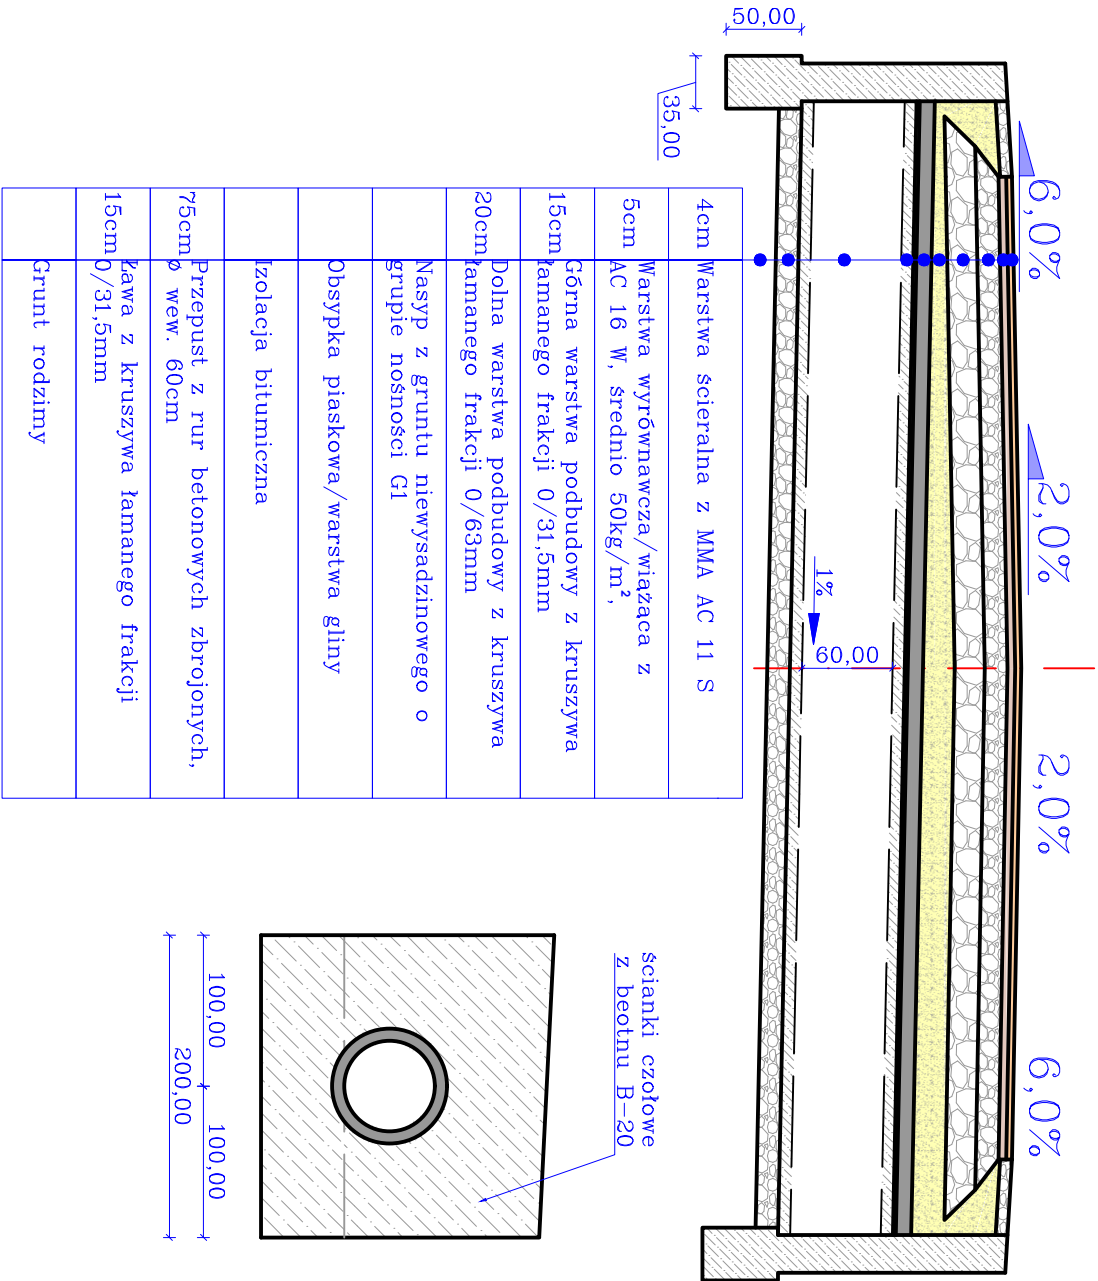 6,0%
2,0%
2,0%
6,0%
50,00
35,00
1%
60,00
4cm Warstwa ścieralna z MMA AC 11 S
5cm Warstwa wyrównawcza/wiążąca z
AC 16 W, średnio 50kg/m²,
15cm Górna warstwa podbudowy z kruszywa
łamanego frakcji 0/31,5mm
20cm Dolna warstwa podbudowy z kruszywa
łamanego frakcji 0/63mm
Nasyp z gruntu niewysadzinowego o
grupie nośności G1
Obsypka piaskowa/warstwa gliny
Izolacja bitumiczna
75cm Przepust z rur betonowych zbrojonych,
ø wew. 60cm
15cm Ława z kruszywa łamanego frakcji
0/31,5mm
Grunt rodzimy
ścianki czołowe
z beotnu B-20
100,00
100,00
200,00